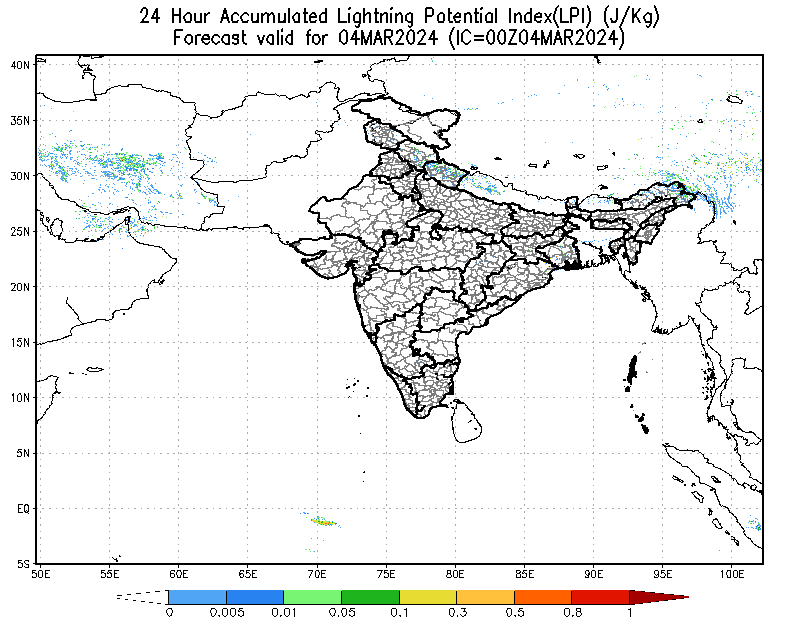 24 Hour Accumulated Lightning Potential Index(LPI) (J/Kg)
Forecast valid for 04MAR2024 (IC=00Z04MAR2024)
40N
35N
30N
25N
20N
15N
10N
5N
EQ
5S
50E 55E 60E 65E 70E 75E 80E 85E 90E 95E 100E
0 0.005 0.01 0.05 0.1 0.3 0.5 0.8 1